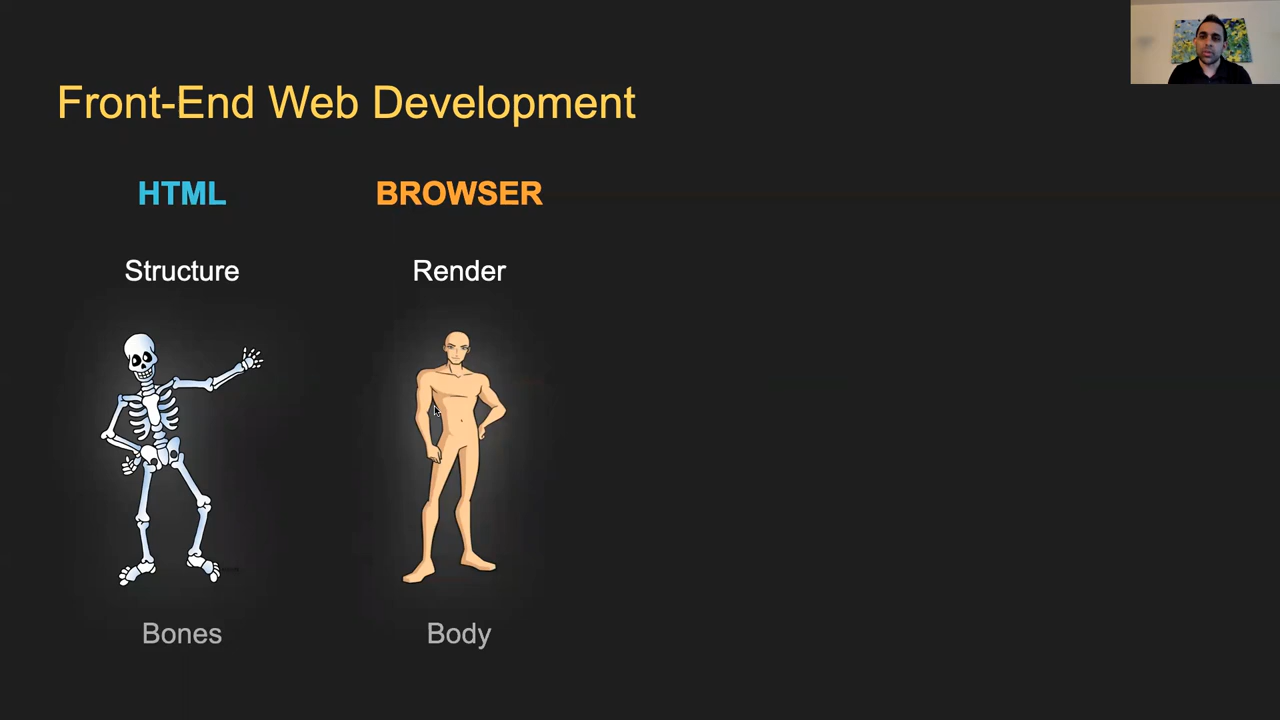 Front-End Web Development
HTML
BROWSER
Structure
Render
Bones
Body